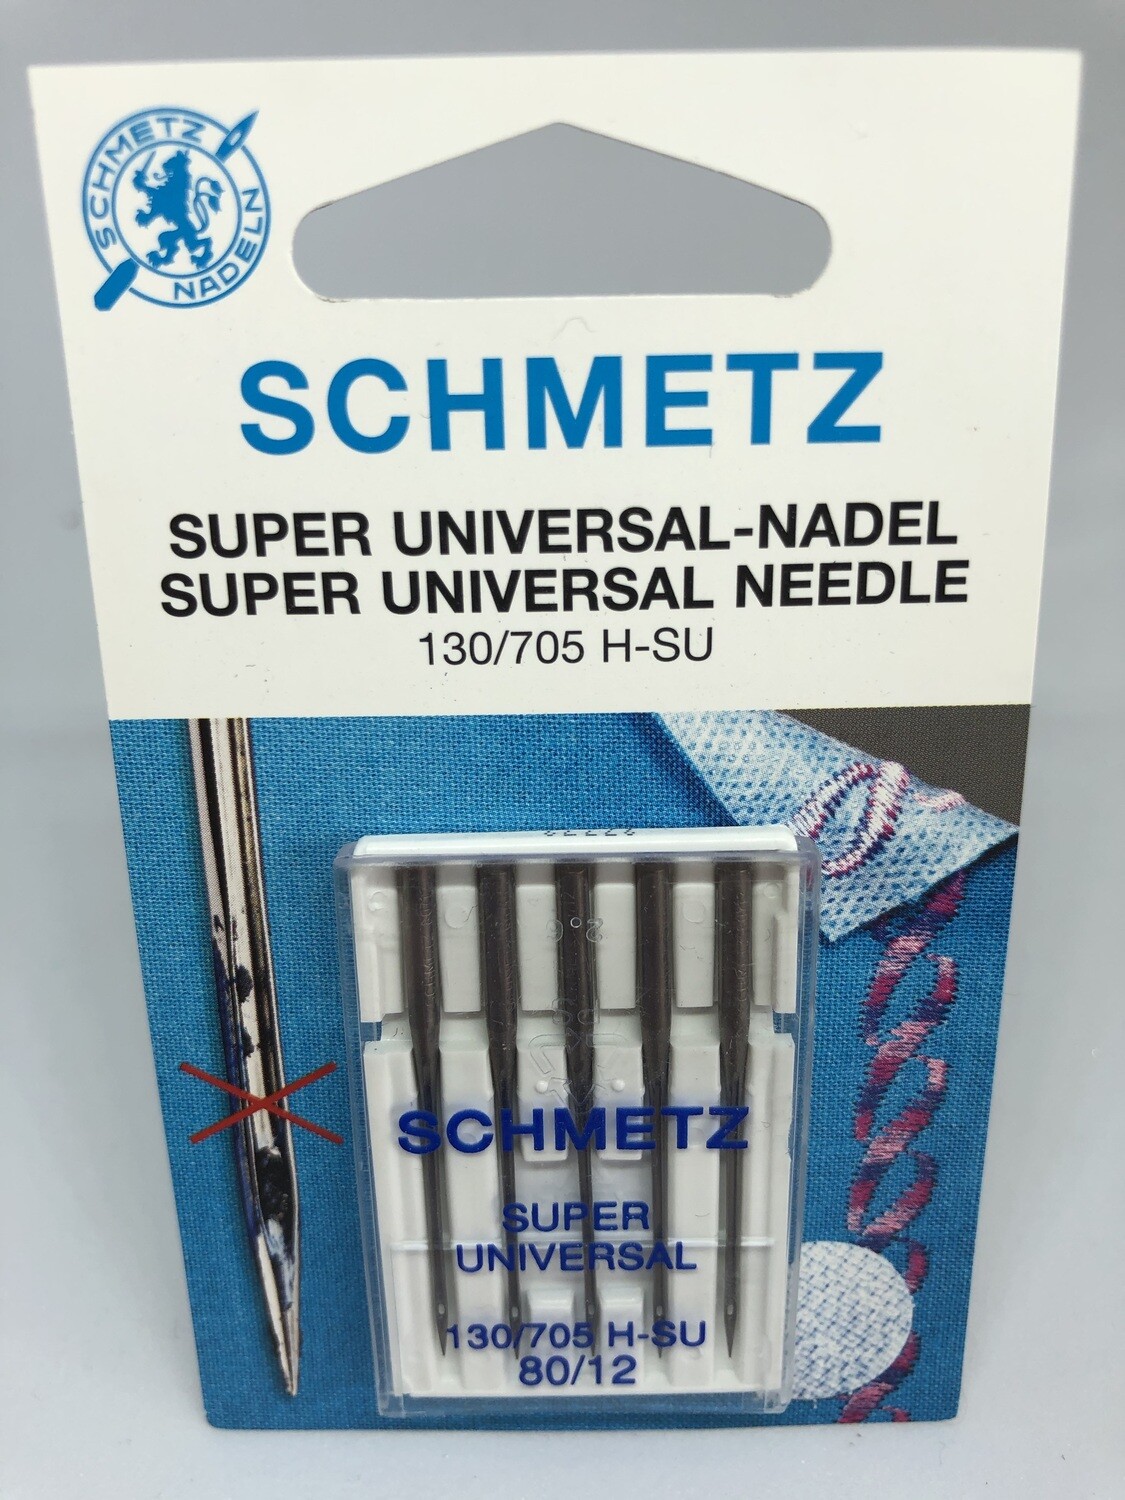 SCHMETZ
NADELN
SCHMETZ
SUPER UNIVERSAL-NADEL
SUPER UNIVERSAL NEEDLE
130/705 H-SU
SCHMETZ
SUPER
UNIVERSAL
130/705 H-SU
80/12